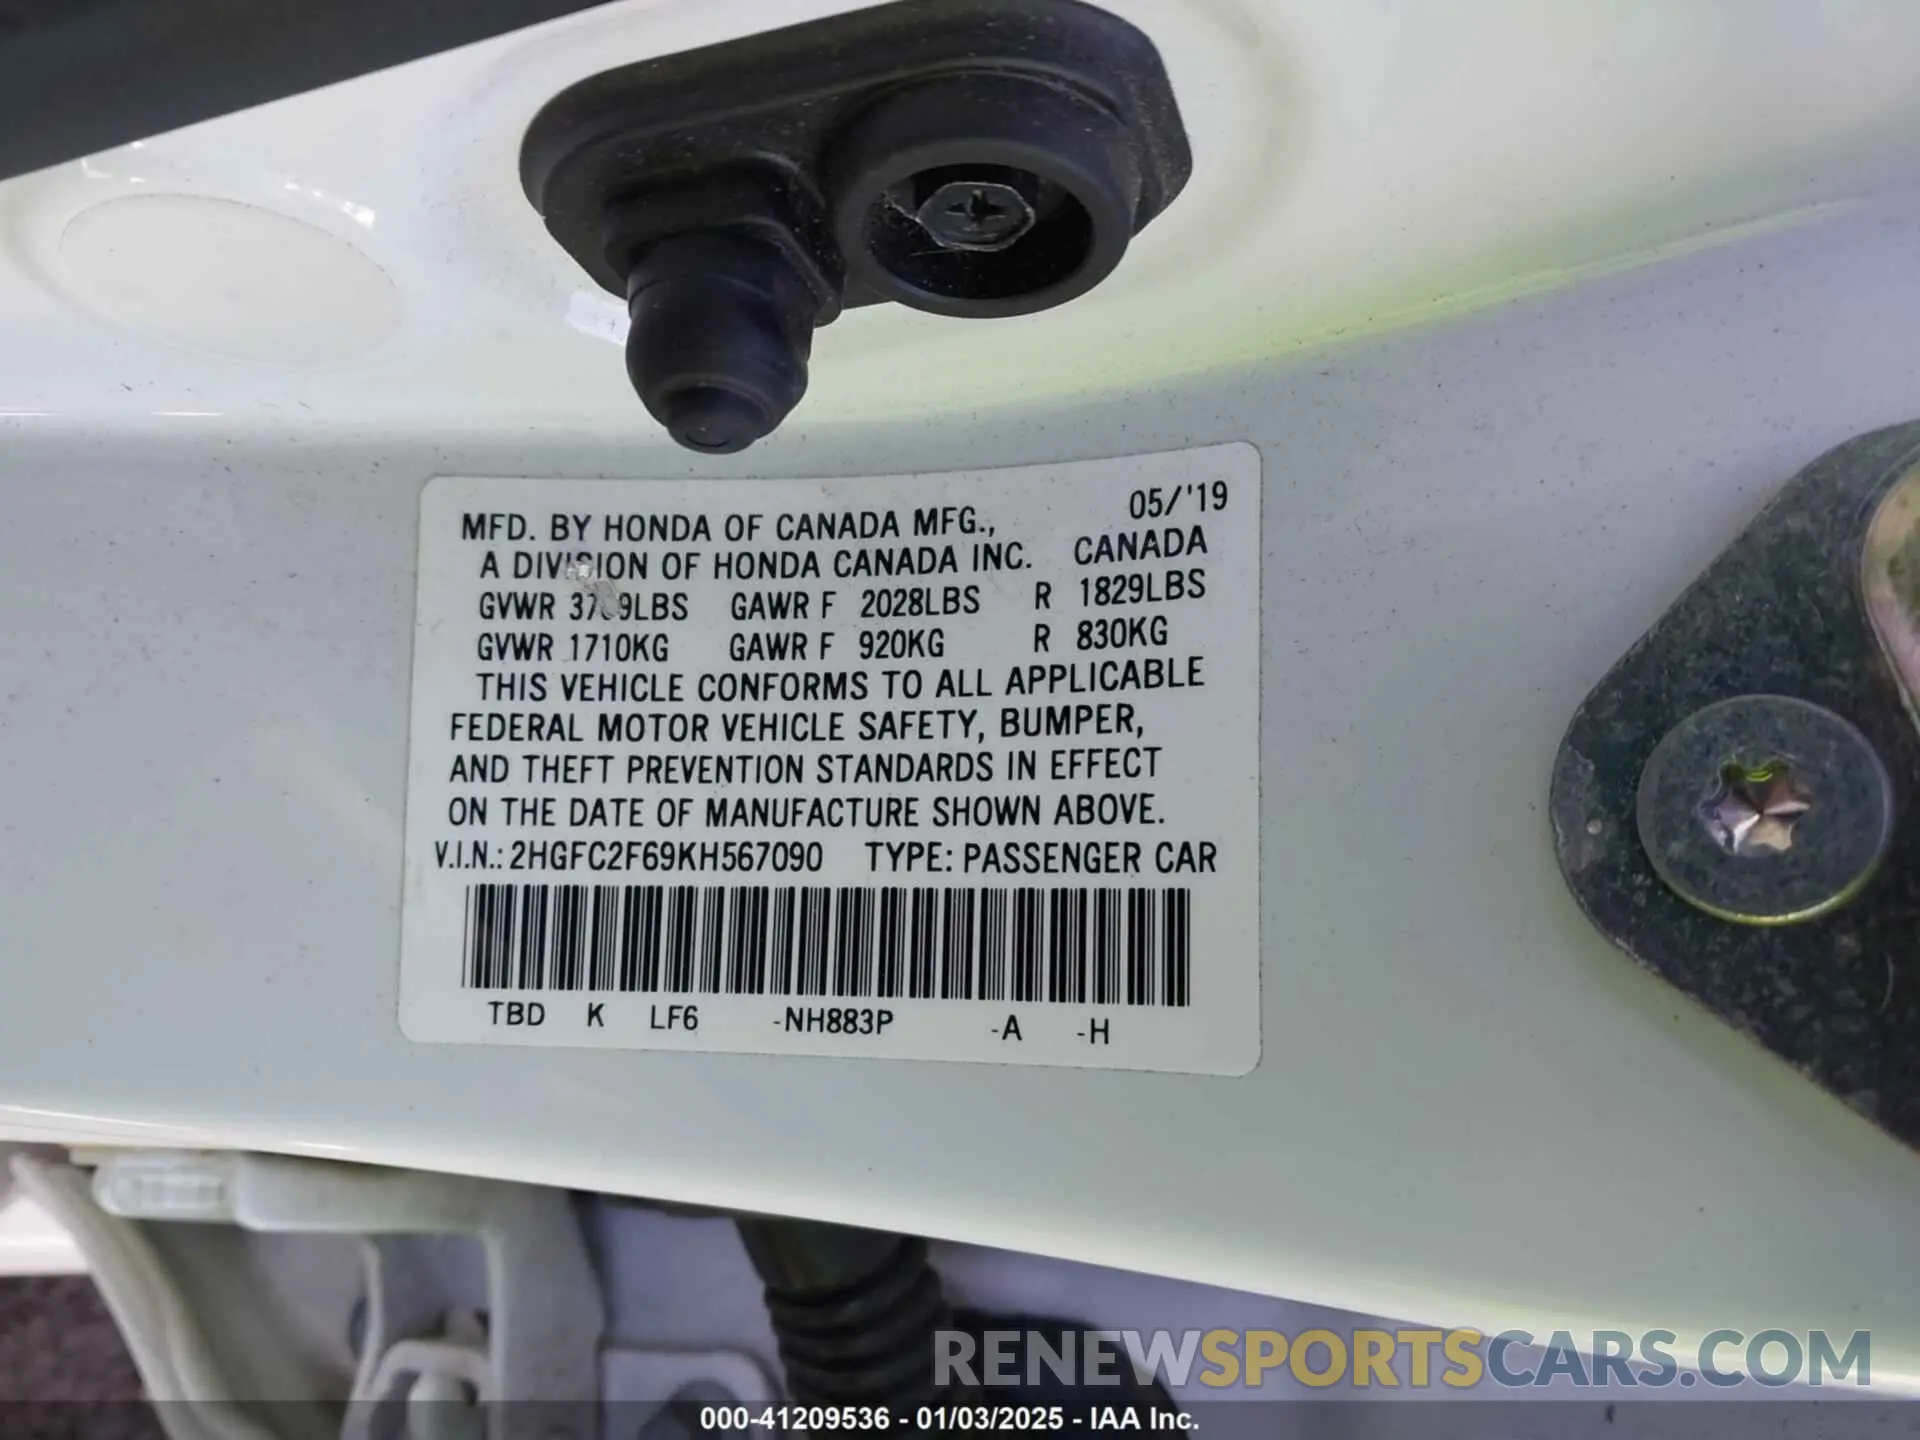 05/'19
MFD. BY HONDA OF CANADA MFG.,
A DIVISION OF HONDA CANADA INC. CANADA
GVWR GAWR F 2028LBS R 1829LBS
GVWR 1710KG GAWR F 920KG R 830KG
THIS VEHICLE CONFORMS TO ALL APPLICABLE
FEDERAL MOTOR VEHICLE SAFETY, BUMPER,
AND THEFT PREVENTION STANDARDS IN EFFECT
ON THE DATE OF MANUFACTURE SHOWN ABOVE.
V.I.N.: 2HGFC2F69KH567090 TYPE: PASSENGER CAR
TBD K LF6 -NH883P -A -H
RENEWSPORTSCARS.COM
000-41209536 - 01/03/2025 - IAA Inc.